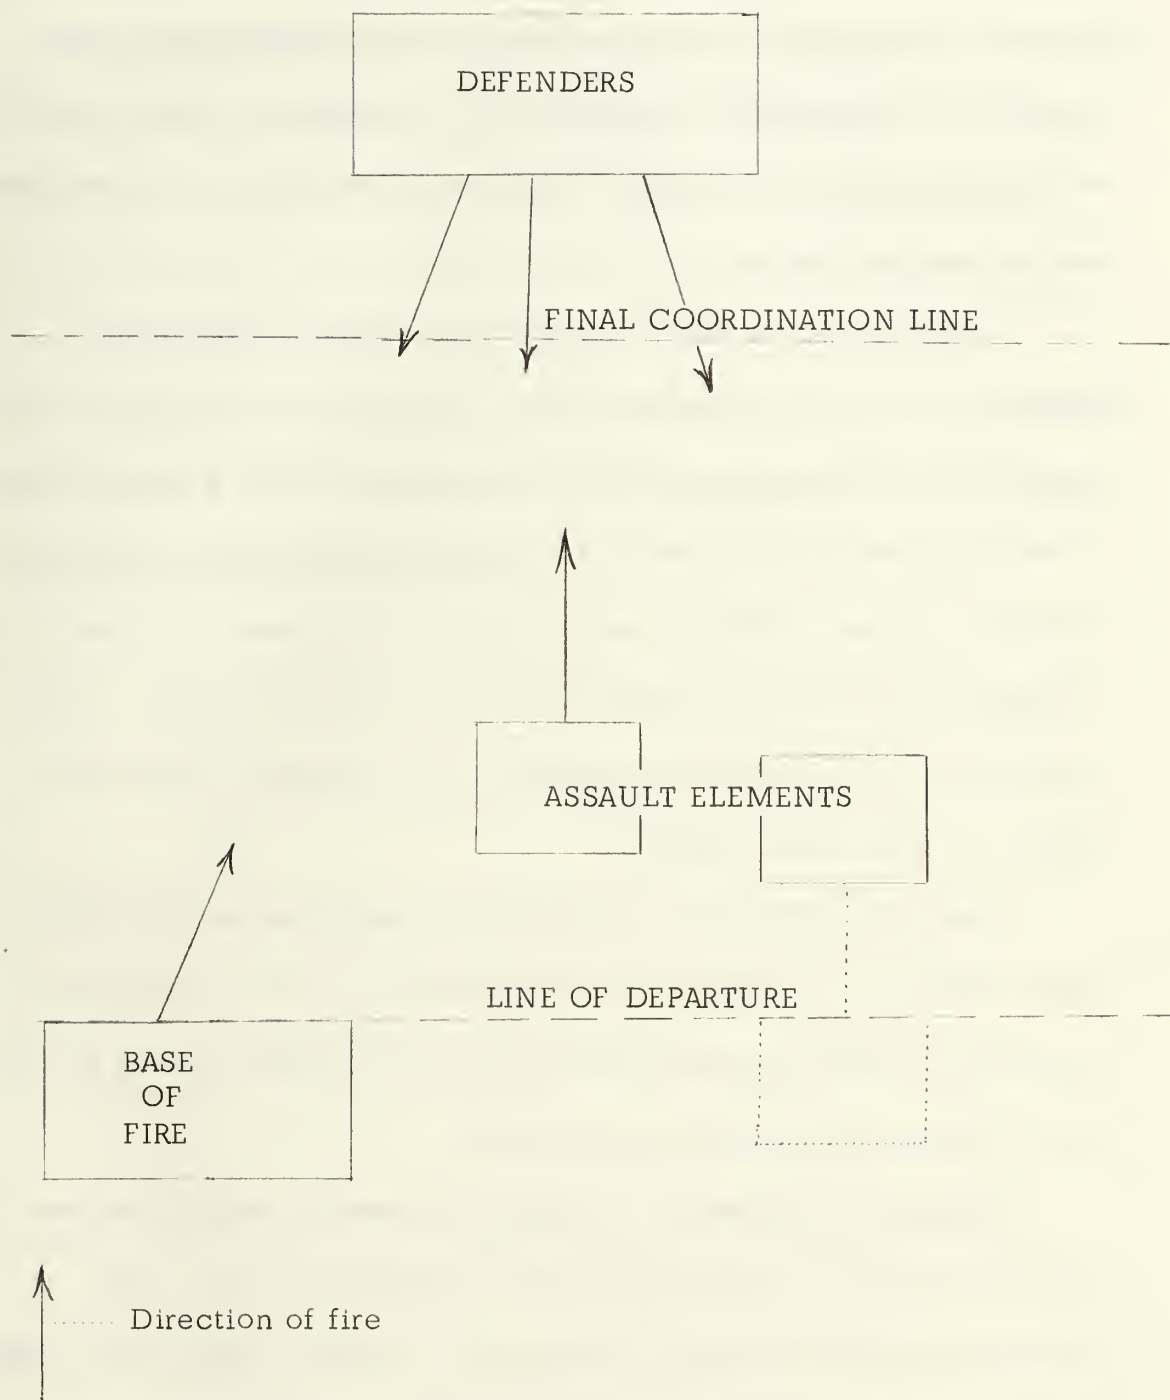 DEFENDERS
FINAL COORDINATION LINE
ASSAULT ELEMENTS
LINE OF DEPARTURE
BASE
OF
FIRE
Direction of fire